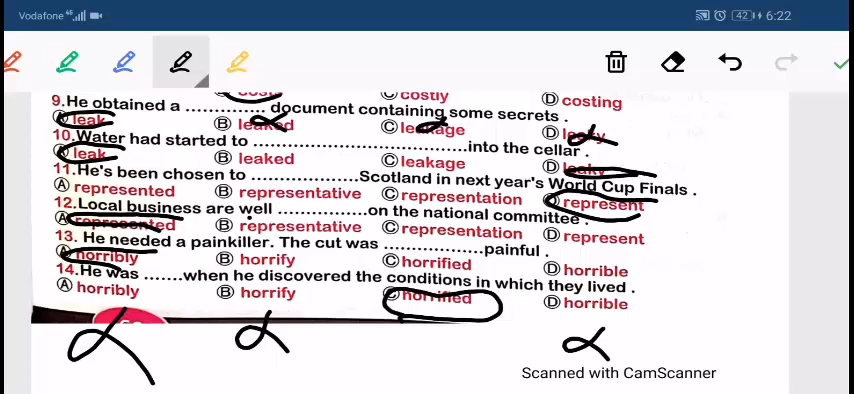 Vodafone 4G 42 6:22
costly Ⓓ costing
9.He obtained a ............. document containing some secrets .
Ⓐ leak Ⓑ leaked Ⓒ leakage Ⓓ leaky
10.Water had started to ...................................into the cellar .
Ⓐ leak Ⓑ leaked Ⓒ leakage Ⓓ leaky
11.He's been chosen to .................Scotland in next year's World Cup Finals .
Ⓐ represented Ⓑ representative Ⓒ representation Ⓓ represent
12.Local business are well ..............on the national committee .
Ⓐ represented Ⓑ representative Ⓒ representation Ⓓ represent
13. He needed a painkiller. The cut was ................painful .
Ⓐ horribly Ⓑ horrify Ⓒ horrified Ⓓ horrible
14.He was .......when he discovered the conditions in which they lived .
Ⓐ horribly Ⓑ horrify Ⓒ horrified Ⓓ horrible
Scanned with CamScanner